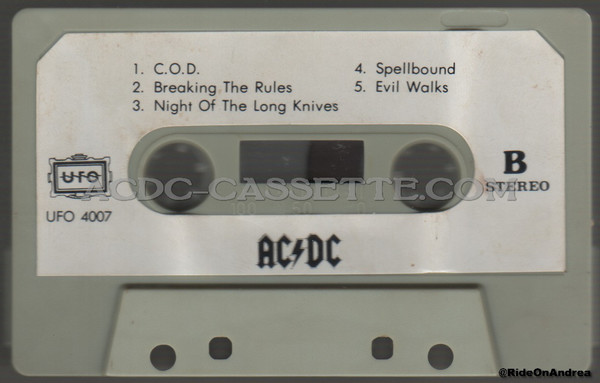 1. C.O.D.
2. Breaking The Rules
3. Night Of The Long Knives
4. Spellbound
5. Evil Walks
UFO
UFO 4007
ACDC-CASSETTE.COM
B
STEREO
AC⚡DC
@RideOnAndrea